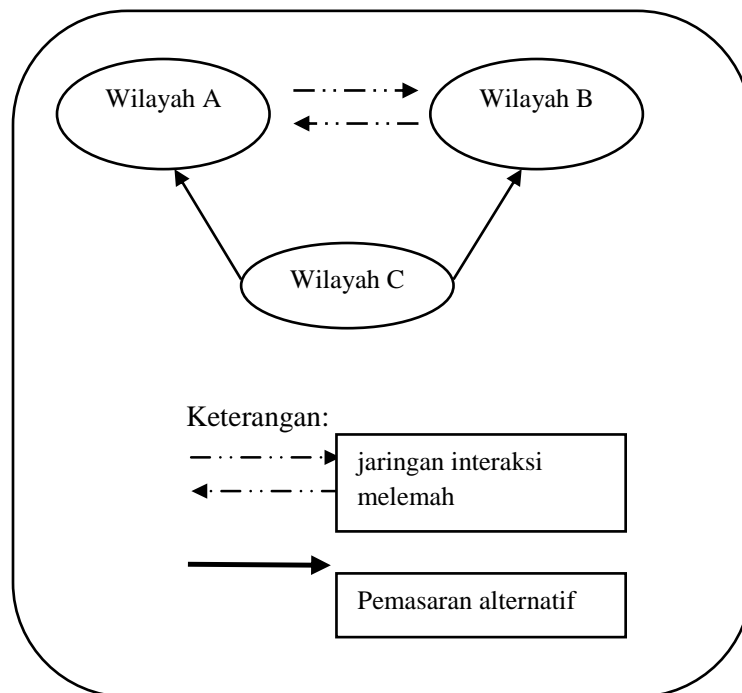 Wilayah A
Wilayah B
Wilayah C
Keterangan:
jaringan interaksi
melemah
Pemasaran alternatif